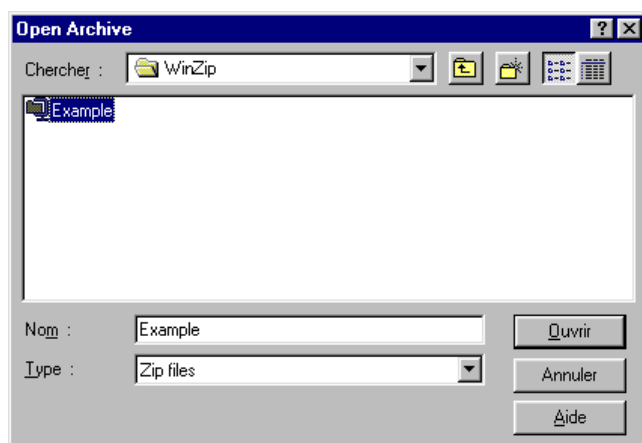 Open Archive
Chercher : WinZip
Example
Nom : Example
Ouvrir
Type : Zip files
Annuler
Aide